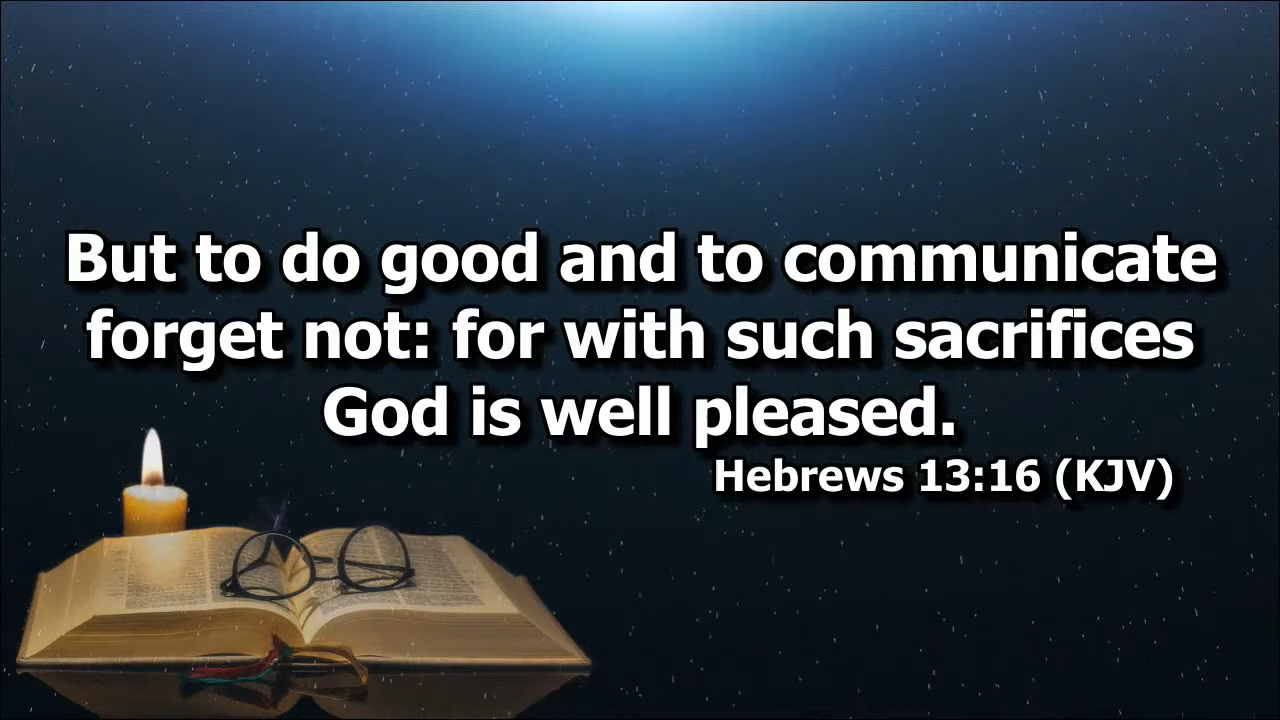 But to do good and to communicate
forget not: for with such sacrifices
God is well pleased.
Hebrews 13:16 (KJV)